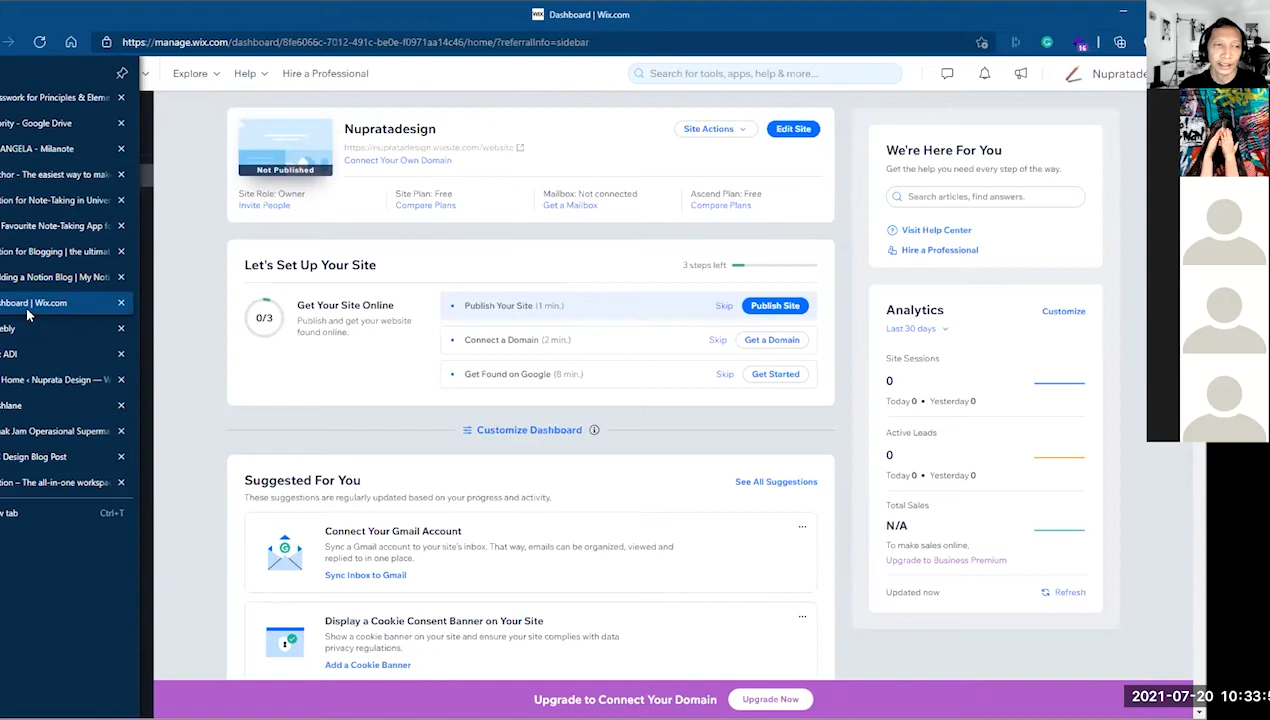 Dashboard | Wix.com
https://manage.wix.com/dashboard/8fe6066c-7012-491c-be0e-f0971aa14c46/home/?referralInfo=sidebar
16
Explore
Help
Hire a Professional
Search for tools, apps, help & more...
Nupratade
sswork for Principles & Eleme
ority - Google Drive
ANGELA - Milanote
hor - The easiest way to make
tion for Note-Taking in Univer
Favourite Note-Taking App fo
tion for Blogging | the ultimat
lding a Notion Blog | My Noti
shboard | Wix.com
ebly
ADI
Home ‹ Nuprata Design — W
hlane
ak Jam Operasional Superma
Design Blog Post
tion – The all-in-one workspa
w tab
Ctrl+T
Nupratadesign
https://nupratadesign.wixsite.com/website
Connect Your Own Domain
Not Published
Site Actions
Edit Site
Site Role: Owner
Invite People
Site Plan: Free
Compare Plans
Mailbox: Not connected
Get a Mailbox
Ascend Plan: Free
Compare Plans
Let's Set Up Your Site
3 steps left
0/3
Get Your Site Online
Publish and get your website
found online.
Publish Your Site (1 min.)
Skip
Publish Site
Connect a Domain (2 min.)
Skip
Get a Domain
Get Found on Google (8 min.)
Skip
Get Started
Customize Dashboard
Suggested For You
These suggestions are regularly updated based on your progress and activity.
See All Suggestions
Connect Your Gmail Account
Sync a Gmail account to your site's inbox. That way, emails can be organized, viewed and
replied to in one place.
Sync Inbox to Gmail
Display a Cookie Consent Banner on Your Site
Show a cookie banner on your site and ensure your site complies with data
privacy regulations.
Add a Cookie Banner
We're Here For You
Get the help you need every step of the way.
Search articles, find answers.
Visit Help Center
Hire a Professional
Analytics
Customize
Last 30 days
Site Sessions
0
Today 0 • Yesterday 0
Active Leads
0
Today 0 • Yesterday 0
Total Sales
N/A
To make sales online,
Upgrade to Business Premium
Updated now
Refresh
Upgrade to Connect Your Domain
Upgrade Now
2021-07-20 10:33:5